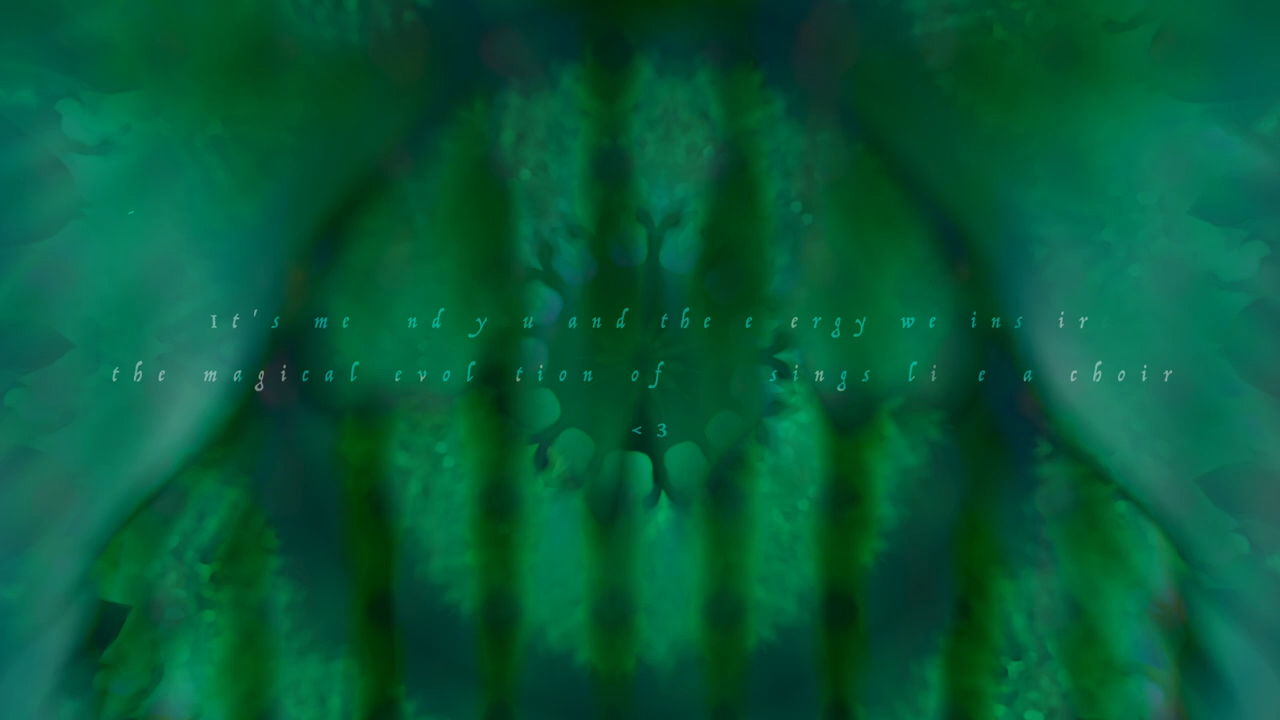 It's me nd y u and the e ergy we ins ir
the magical evol tion of sings li e a choir
<3